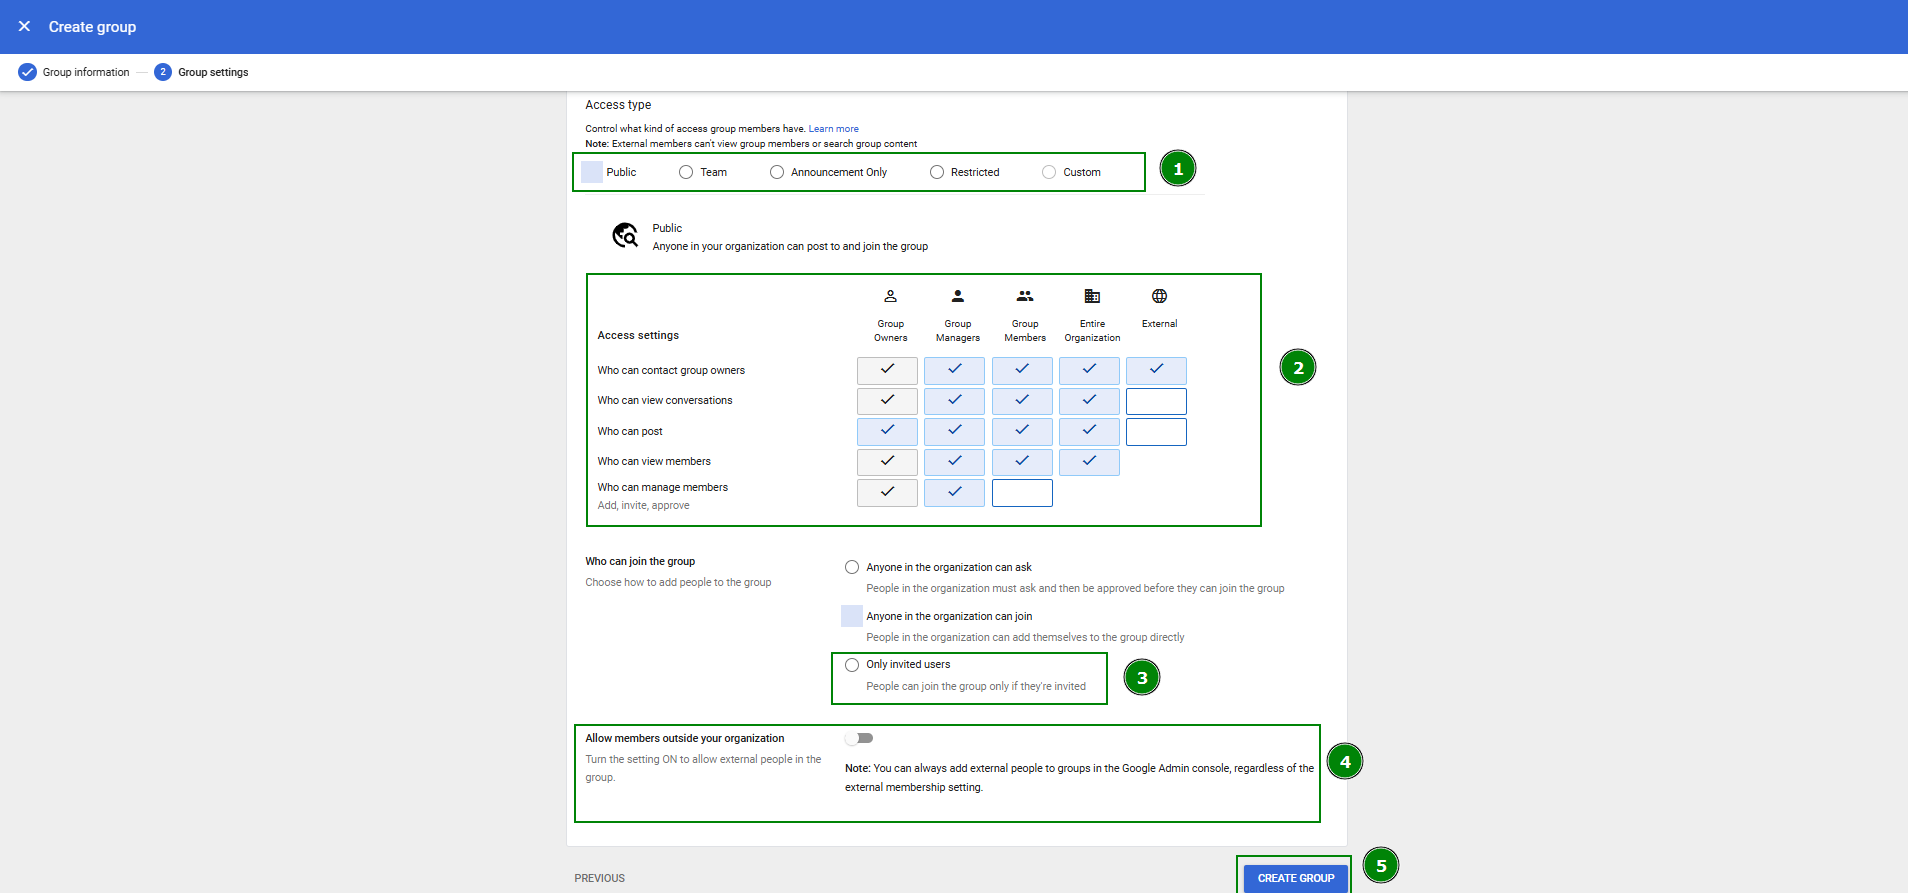 Create group
Group information
2 Group settings
Access type
Control what kind of access group members have. Learn more
Note: External members can't view group members or search group content
Public Team Announcement Only Restricted Custom
1
Public
Anyone in your organization can post to and join the group
Access settings
Group Owners
Group Managers
Group Members
Entire Organization
External
Who can contact group owners
2
Who can view conversations
Who can post
Who can view members
Who can manage members
Add, invite, approve
Who can join the group
Choose how to add people to the group
Anyone in the organization can ask
People in the organization must ask and then be approved before they can join the group
Anyone in the organization can join
People in the organization can add themselves to the group directly
Only invited users
People can join the group only if they're invited
3
Allow members outside your organization
Turn the setting ON to allow external people in the
group.
Note: You can always add external people to groups in the Google Admin console, regardless of the
external membership setting.
4
PREVIOUS
CREATE GROUP
5